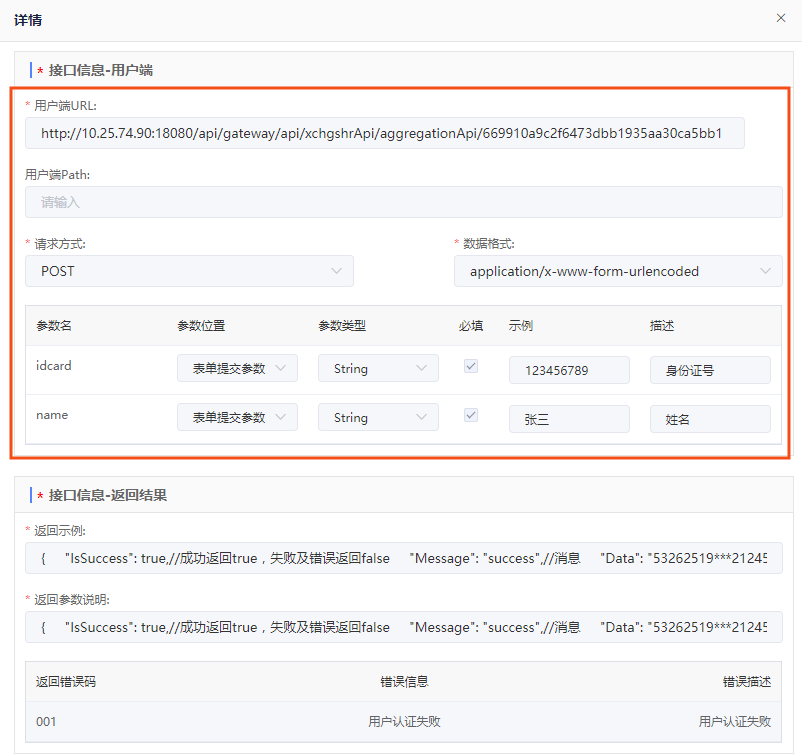 详情
* 接口信息-用户端
* 用户端URL:
http://10.25.74.90:18080/api/gateway/api/xchgshrApi/aggregationApi/669910a9c2f6473dbb1935aa30ca5bb1
用户端Path:
请输入
* 请求方式: * 数据格式:
POST application/x-www-form-urlencoded
参数名 参数位置 参数类型 必填 示例 描述
idcard 表单提交参数 String 123456789 身份证号
name 表单提交参数 String 张三 姓名
* 接口信息-返回结果
* 返回示例:
{ "IsSuccess": true,//成功返回true，失败及错误返回false "Message": "success",//消息 "Data": "53262519***21245
* 返回参数说明:
{ "IsSuccess": true,//成功返回true，失败及错误返回false "Message": "success",//消息 "Data": "53262519***21245
返回错误码 错误信息 错误描述
001 用户认证失败 用户认证失败